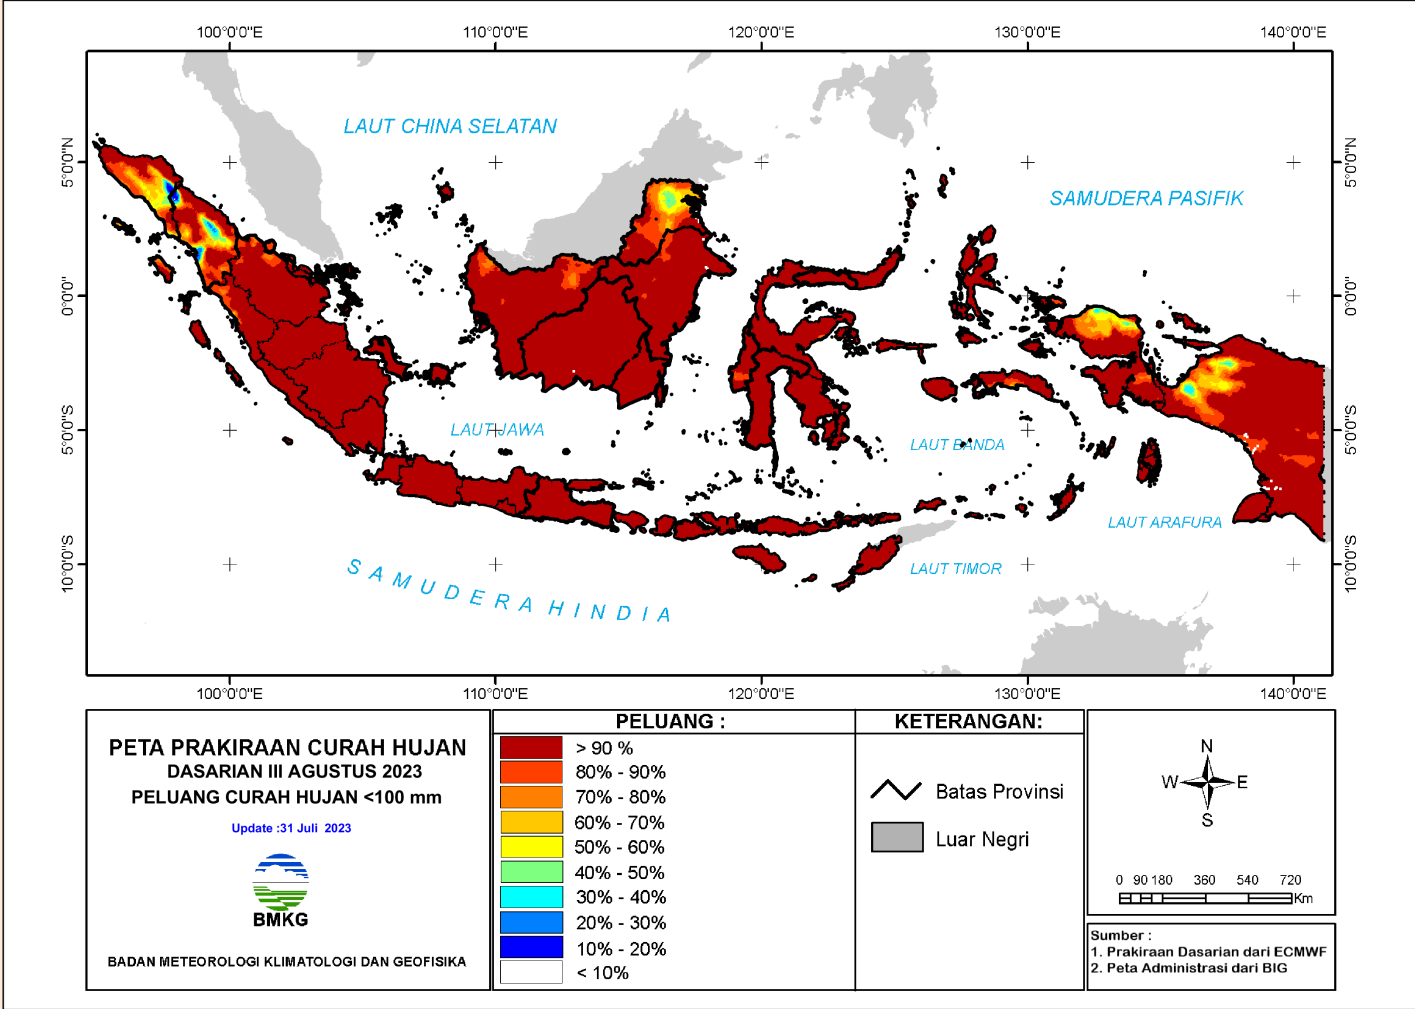 100°0'0"E 110°0'0"E 120°0'0"E 130°0'0"E 140°0'0"E
5°0'0"N
0°0'0"
5°0'0"S
10°0'0"S
LAUT CHINA SELATAN
SAMUDERA PASIFIK
LAUT JAWA
LAUT BANDA
LAUT ARAFURA
LAUT TIMOR
SAMUDERA HINDIA
5°0'0"N
0°0'0"
5°0'0"S
10°0'0"S
100°0'0"E 110°0'0"E 120°0'0"E 130°0'0"E 140°0'0"E
PETA PRAKIRAAN CURAH HUJAN
DASARIAN III AGUSTUS 2023
PELUANG CURAH HUJAN <100 mm
Update :31 Juli 2023
BMKG
BADAN METEOROLOGI KLIMATOLOGI DAN GEOFISIKA
PELUANG :
> 90 %
80% - 90%
70% - 80%
60% - 70%
50% - 60%
40% - 50%
30% - 40%
20% - 30%
10% - 20%
< 10%
KETERANGAN:
Batas Provinsi
Luar Negri
N
W E
S
0 90 180 360 540 720
Km
Sumber :
1. Prakiraan Dasarian dari ECMWF
2. Peta Administrasi dari BIG